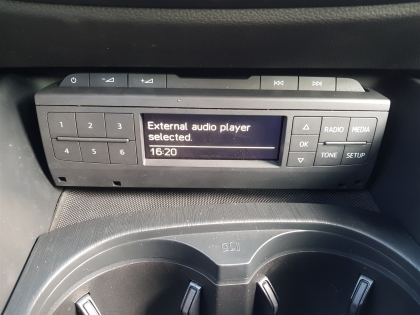 1 2 3
4 5 6
External audio player
selected.
16:20
RADIO MEDIA
OK
TONE SETUP